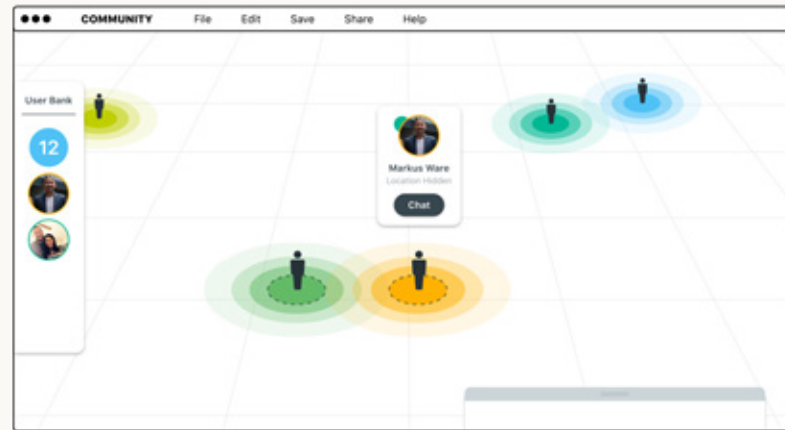 COMMUNITY File Edit Save Share Help
User Bank
12
Markus Ware
Location Hidden
Chat